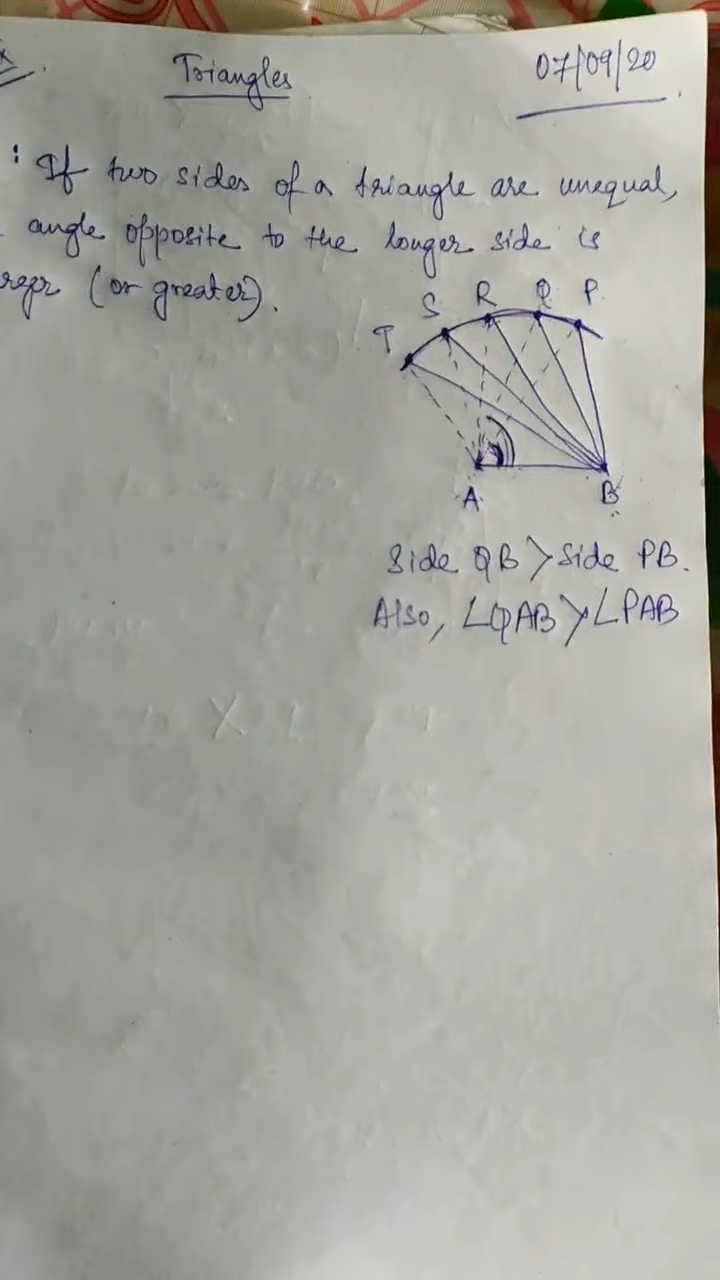 Triangles
07/09/20
: If two sides of a triangle are unequal,
angle opposite to the longer side is
(or greater).
T S R Q P
A B
Side QB > Side PB.
Also, ∠QAB > ∠PAB